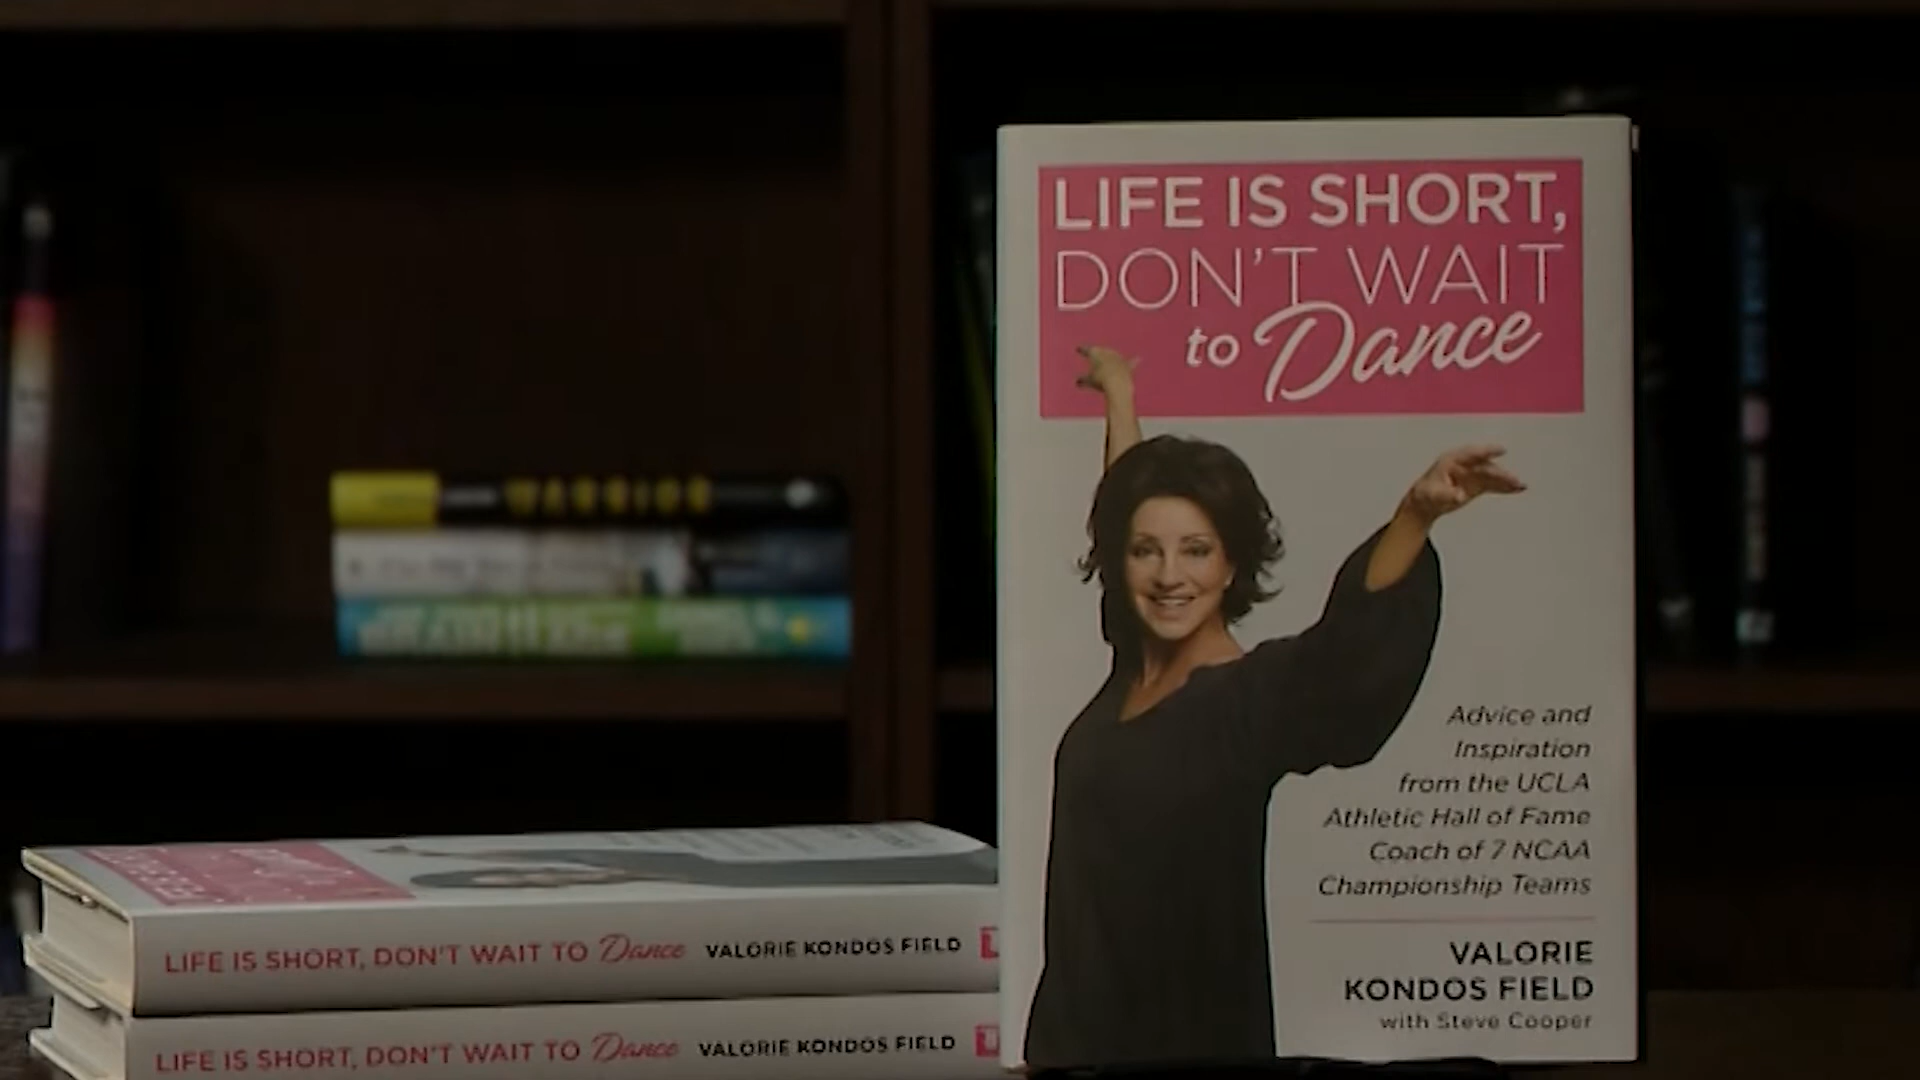 LIFE IS SHORT,
DON'T WAIT
to Dance
Advice and
Inspiration
from the UCLA
Athletic Hall of Fame
Coach of 7 NCAA
Championship Teams
VALORIE
KONDOS FIELD
with Steve Cooper
LIFE IS SHORT, DON'T WAIT TO Dance VALORIE KONDOS FIELD
LIFE IS SHORT, DON'T WAIT TO Dance VALORIE KONDOS FIELD